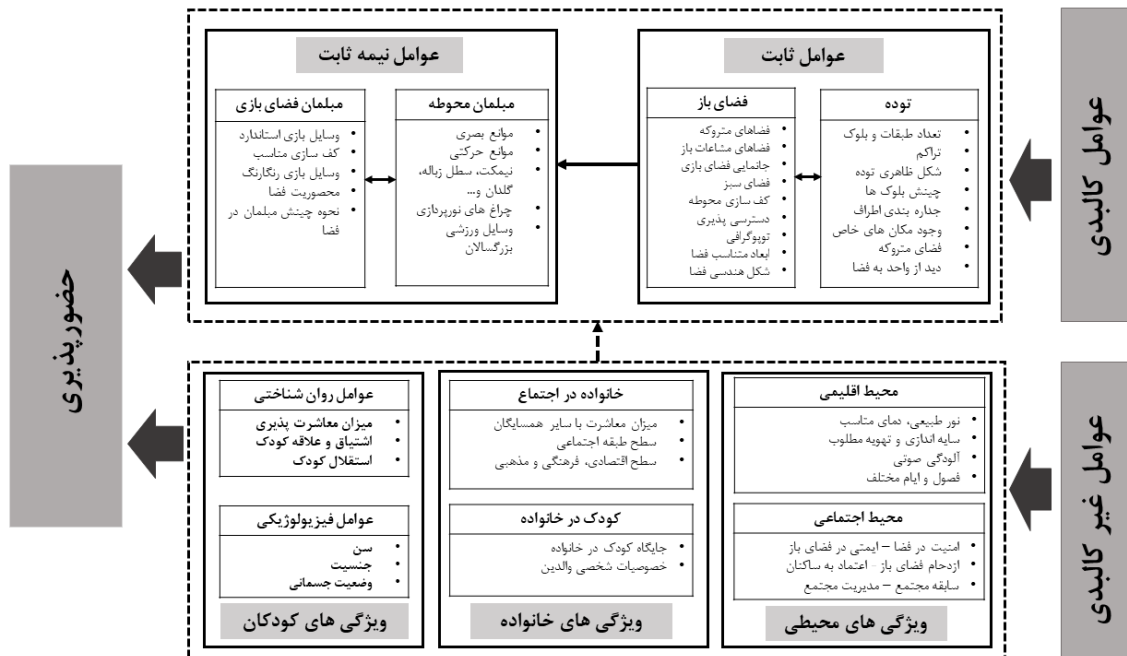 عوامل کالبدی
عوامل ثابت
توده
تعداد طبقات و بلوک
تراکم
شکل ظاهری توده
چینش بلوک ها
جداره بندی اطراف
وجود مکان های خاص
فضای متروکه
دید از واحد به فضا
فضای باز
فضاهای متروکه
فضاهای مشاعات باز
جانمایی فضای بازی
فضای سبز
کف سازی محوطه
دسترسی پذیری
توپوگرافی
ابعاد متناسب فضا
شکل هندسی فضا
عوامل نیمه ثابت
مبلمان محوطه
موانع بصری
موانع حرکتی
نیمکت، سطل زباله،
گلدان و...
چراغ های نورپردازی
وسایل ورزشی
بزرگسالان
مبلمان فضای بازی
وسایل بازی استاندارد
کف سازی مناسب
وسایل بازی رنگارنگ
محصوریت فضا
نحوه چینش مبلمان در
فضا
حضورپذیری
عوامل غیر کالبدی
محیط اقلیمی
نور طبیعی، دمای مناسب
سایه اندازی و تهویه مطلوب
آلودگی صوتی
فصول و ایام مختلف
محیط اجتماعی
امنیت در فضا – ایمنی در فضای باز
ازدحام فضای باز - اعتماد به ساکنان
سابقه مجتمع – مدیریت مجتمع
ویژگی های محیطی
خانواده در اجتماع
میزان معاشرت با سایر همسایگان
سطح طبقه اجتماعی
سطح اقتصادی، فرهنگی و مذهبی
کودک در خانواده
جایگاه کودک در خانواده
خصوصیات شخصی والدین
ویژگی های خانواده
عوامل روان شناختی
میزان معاشرت پذیری
اشتیاق و علاقه کودک
استقلال کودک
عوامل فیزیولوژیکی
سن
جنسیت
وضعیت جسمانی
ویژگی های کودکان